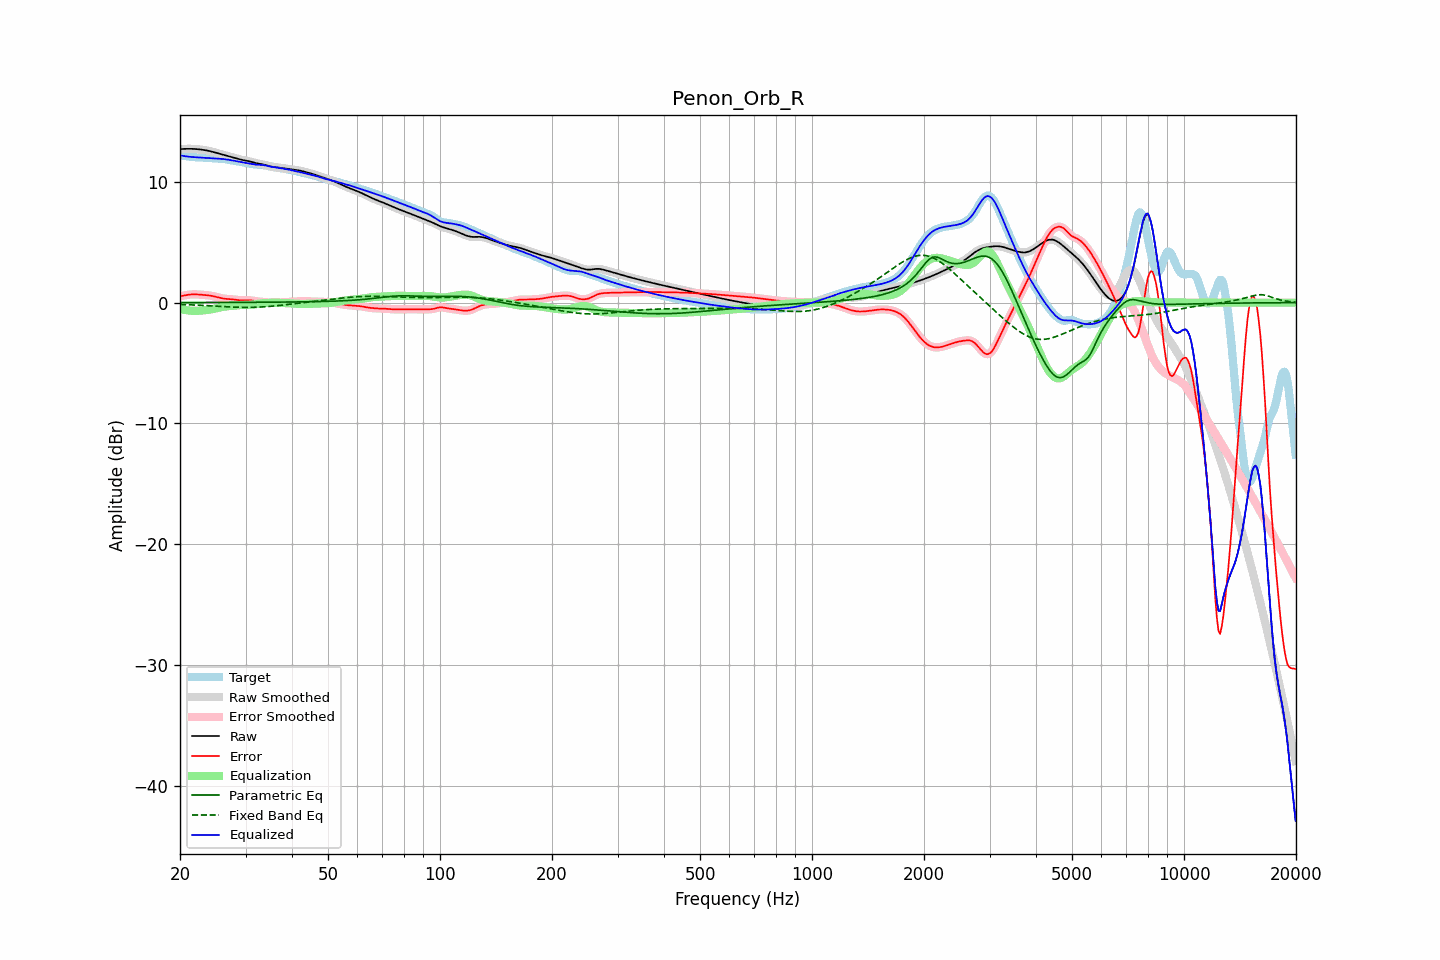 Penon_Orb_R
Amplitude (dBr)
10
0
−10
−20
−30
−40
Target
Raw Smoothed
Error Smoothed
Raw
Error
Equalization
Parametric Eq
Fixed Band Eq
Equalized
20 50 100 200 500 1000 2000 5000 10000 20000
Frequency (Hz)